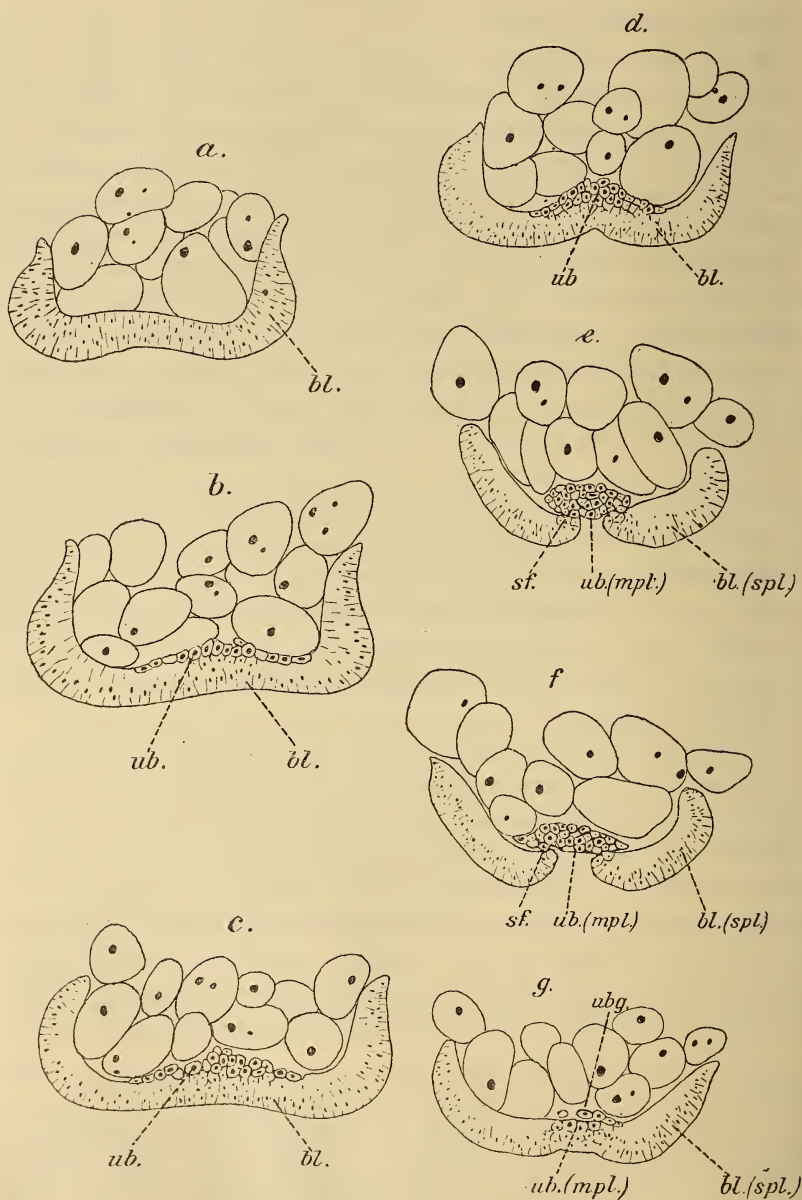 a.
bl.
b.
ub. bl.
c.
ub. bl.
d.
ub bl.
e.
sf. ub.(mpl.) bl.(spl)
f
sf. ub.(mpl.) bl.(spl.)
g.
ubg.
ub.(mpl.) bl.(spl.)